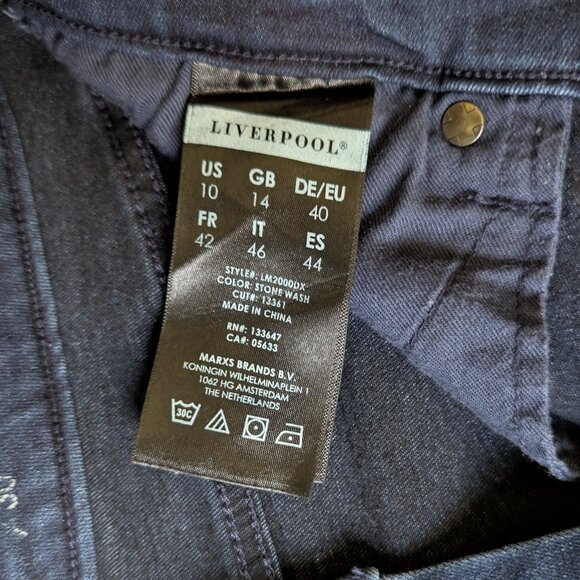 LIVERPOOL®
US GB DE/EU
10 14 40
FR IT ES
42 46 44
STYLE#: LM2000DX
COLOR: STONE WASH
CUT#: 13361
MADE IN CHINA
RN#: 133647
CA#: 05633
MARXS BRANDS B.V.
KONINGIN WILHELMINAPLEIN 1
1062 HG AMSTERDAM
THE NETHERLANDS
30C